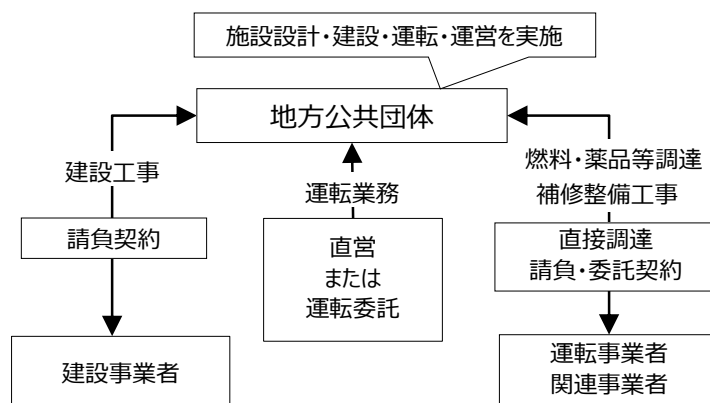 施設設計・建設・運転・運営を実施
地方公共団体
建設工事
請負契約
建設事業者
運転業務
直営
または
運転委託
燃料・薬品等調達
補修整備工事
直接調達
請負・委託契約
運転事業者
関連事業者